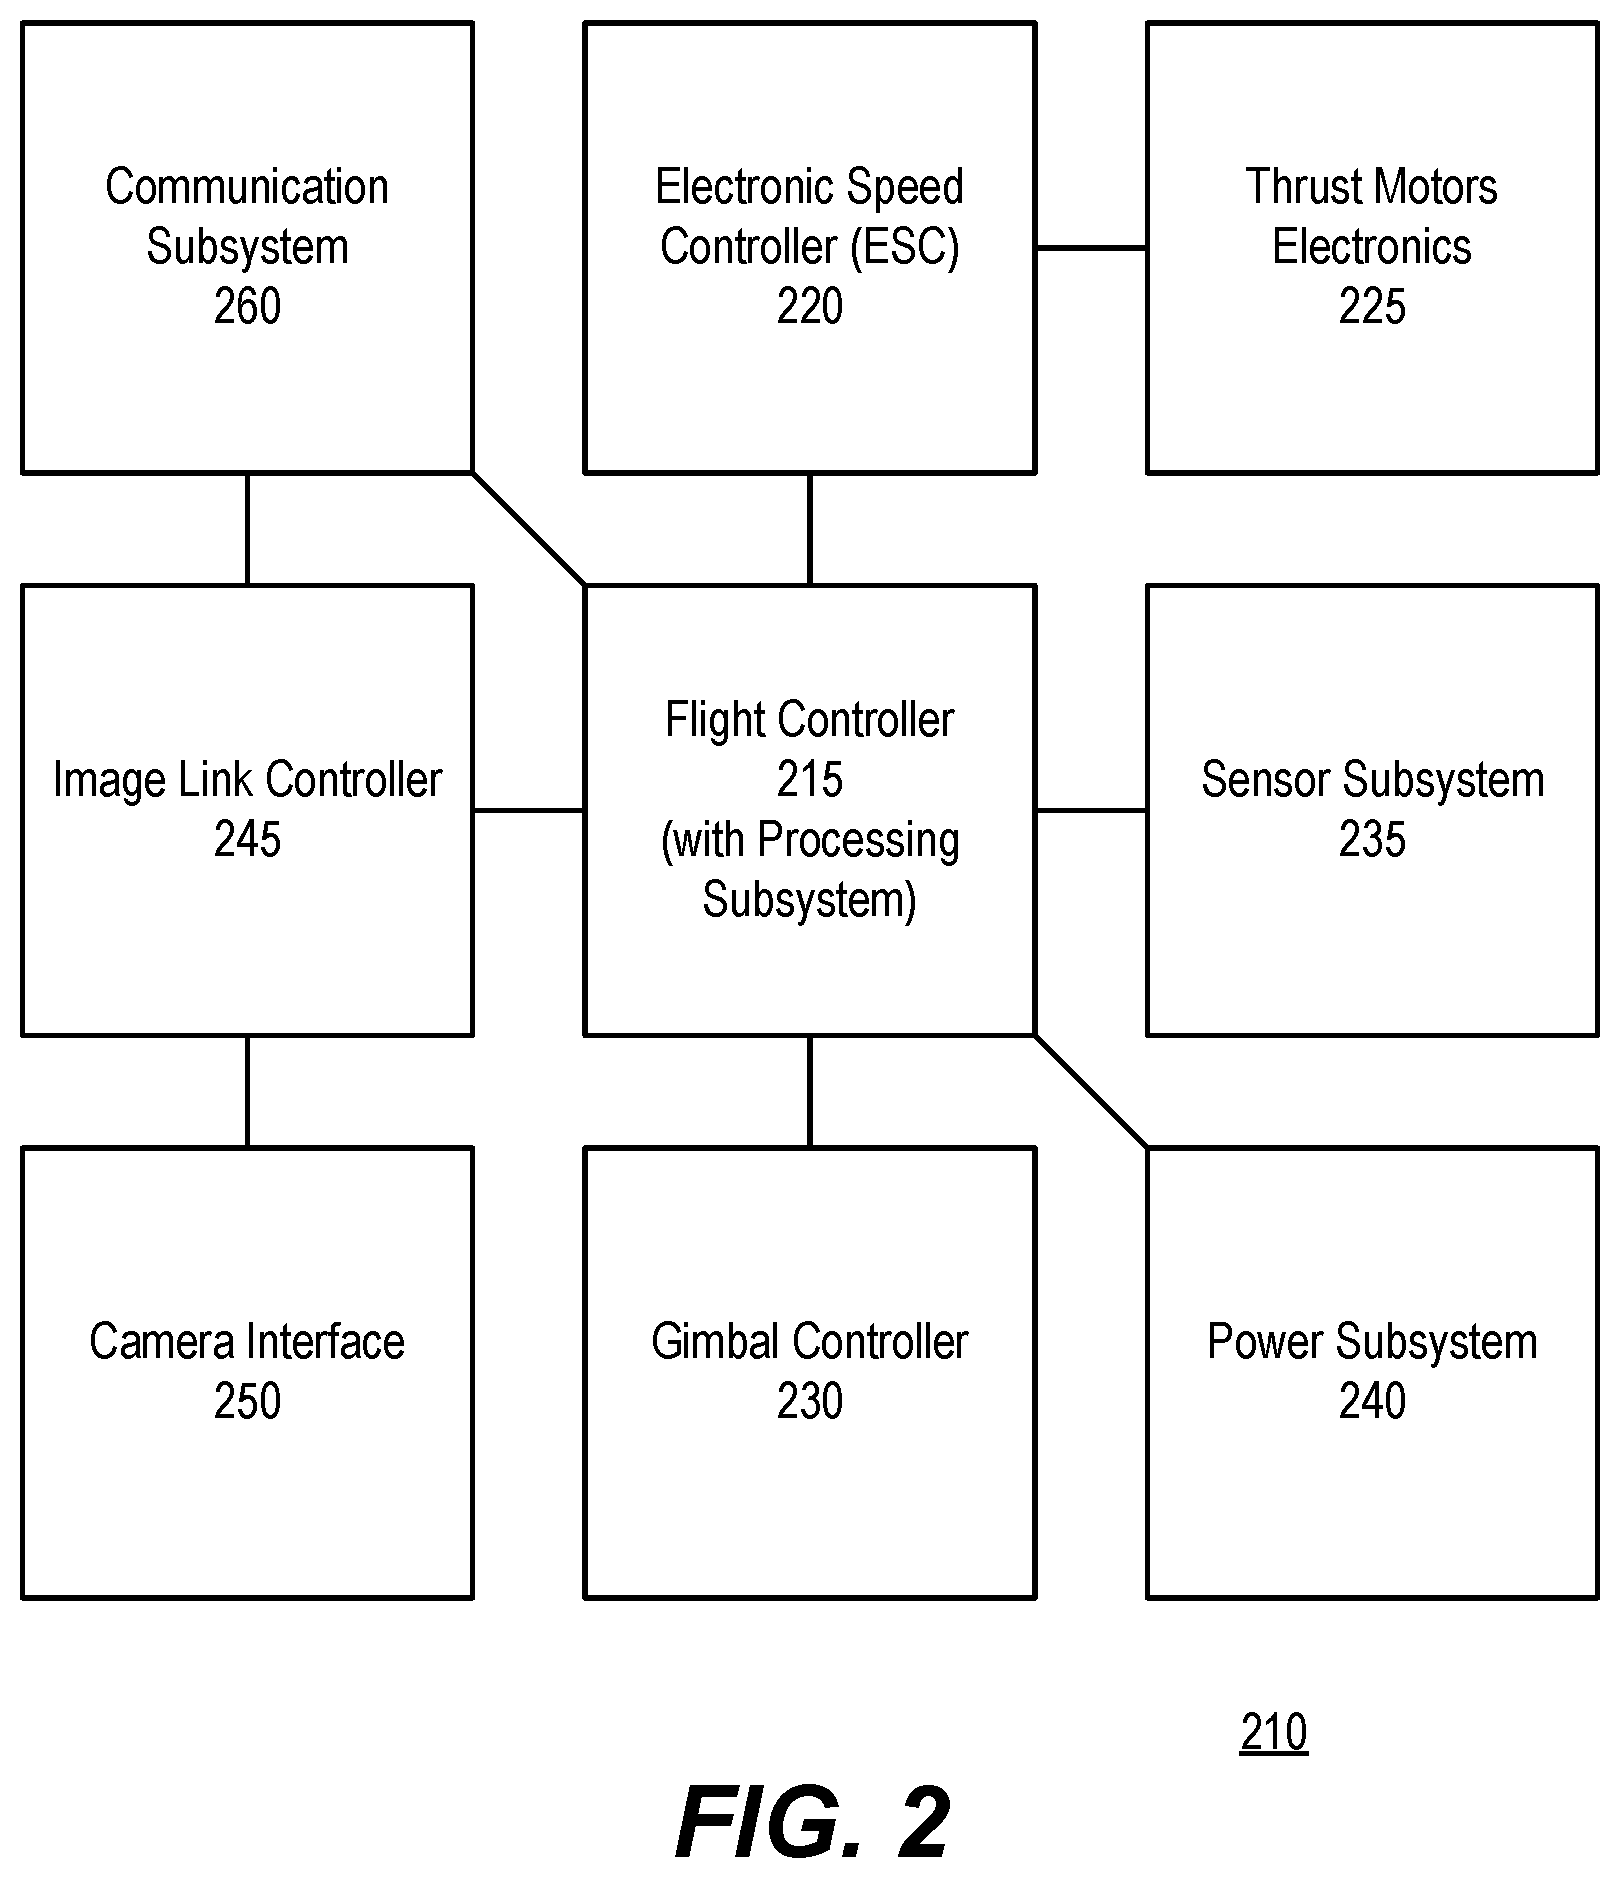 Communication
Subsystem
260
Electronic Speed
Controller (ESC)
220
Thrust Motors
Electronics
225
Image Link Controller
245
Flight Controller
215
(with Processing
Subsystem)
Sensor Subsystem
235
Camera Interface
250
Gimbal Controller
230
Power Subsystem
240
210
FIG. 2